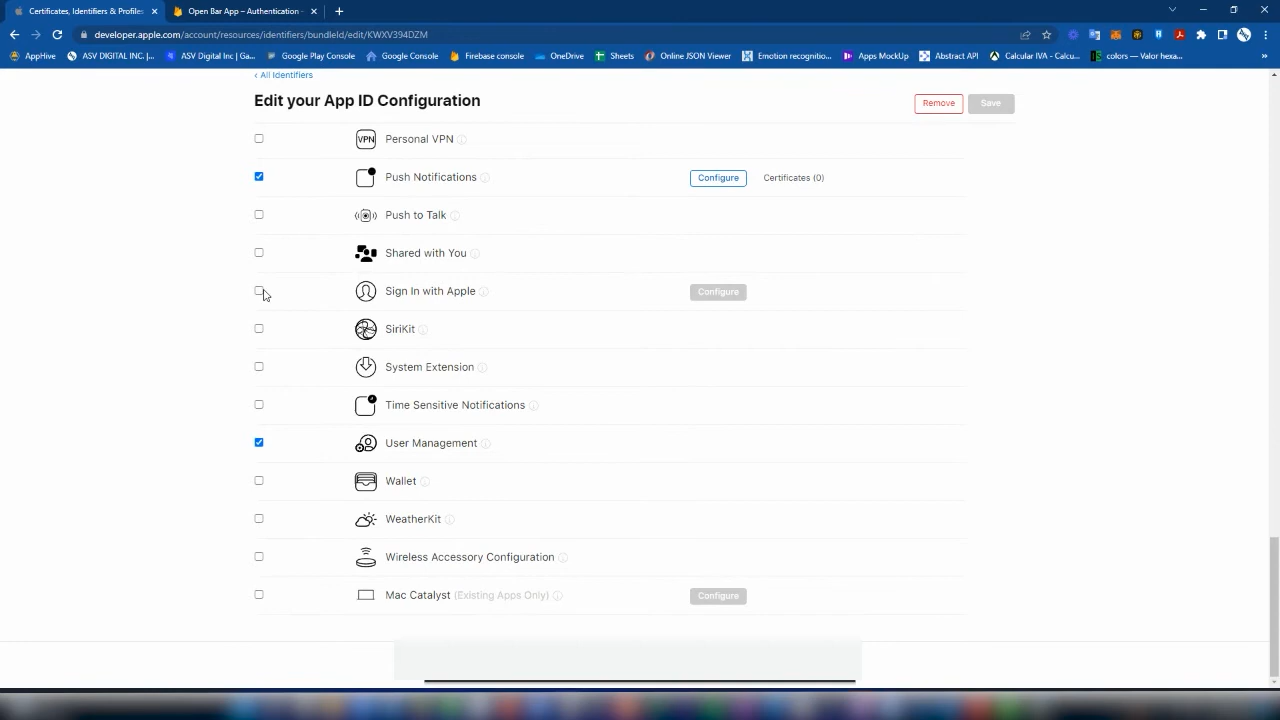 Certificates, Identifiers & Profiles
Open Bar App – Authentication –
developer.apple.com/account/resources/identifiers/bundleId/edit/KWXV394DZM
AppHive
ASV DIGITAL INC. |...
ASV Digital Inc | Ga...
Google Play Console
Google Console
Firebase console
OneDrive
Sheets
Online JSON Viewer
Emotion recognitio...
Apps MockUp
Abstract API
Calcular IVA - Calcu...
colors — Valor hexa...
»
‹ All Identifiers
Edit your App ID Configuration
Remove
Save
Personal VPN
Push Notifications
Configure
Certificates (0)
Push to Talk
Shared with You
Sign In with Apple
Configure
SiriKit
System Extension
Time Sensitive Notifications
User Management
Wallet
WeatherKit
Wireless Accessory Configuration
Mac Catalyst (Existing Apps Only)
Configure